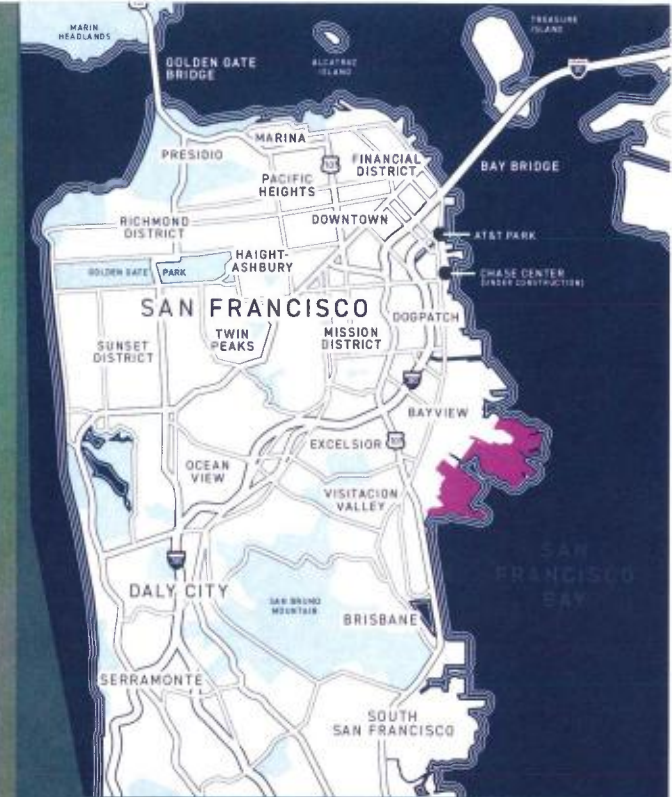 MARIN
HEADLANDS
TREASURE
ISLAND
GOLDEN GATE
BRIDGE
ALCATRAZ
ISLAND
80
MARINA
PRESIDIO
101
FINANCIAL
DISTRICT
BAY BRIDGE
PACIFIC
HEIGHTS
RICHMOND
DISTRICT
DOWNTOWN
AT&T PARK
HAIGHT-
ASHBURY
GOLDEN GATE PARK
CHASE CENTER
(UNDER CONSTRUCTION)
SAN FRANCISCO
DOGPATCH
SUNSET
DISTRICT
TWIN
PEAKS
MISSION
DISTRICT
BAYVIEW
EXCELSIOR
101
OCEAN
VIEW
VISITACION
VALLEY
SAN
FRANCISCO
BAY
DALY CITY
SAN BRUNO
MOUNTAIN
BRISBANE
SERRAMONTE
SOUTH
SAN FRANCISCO